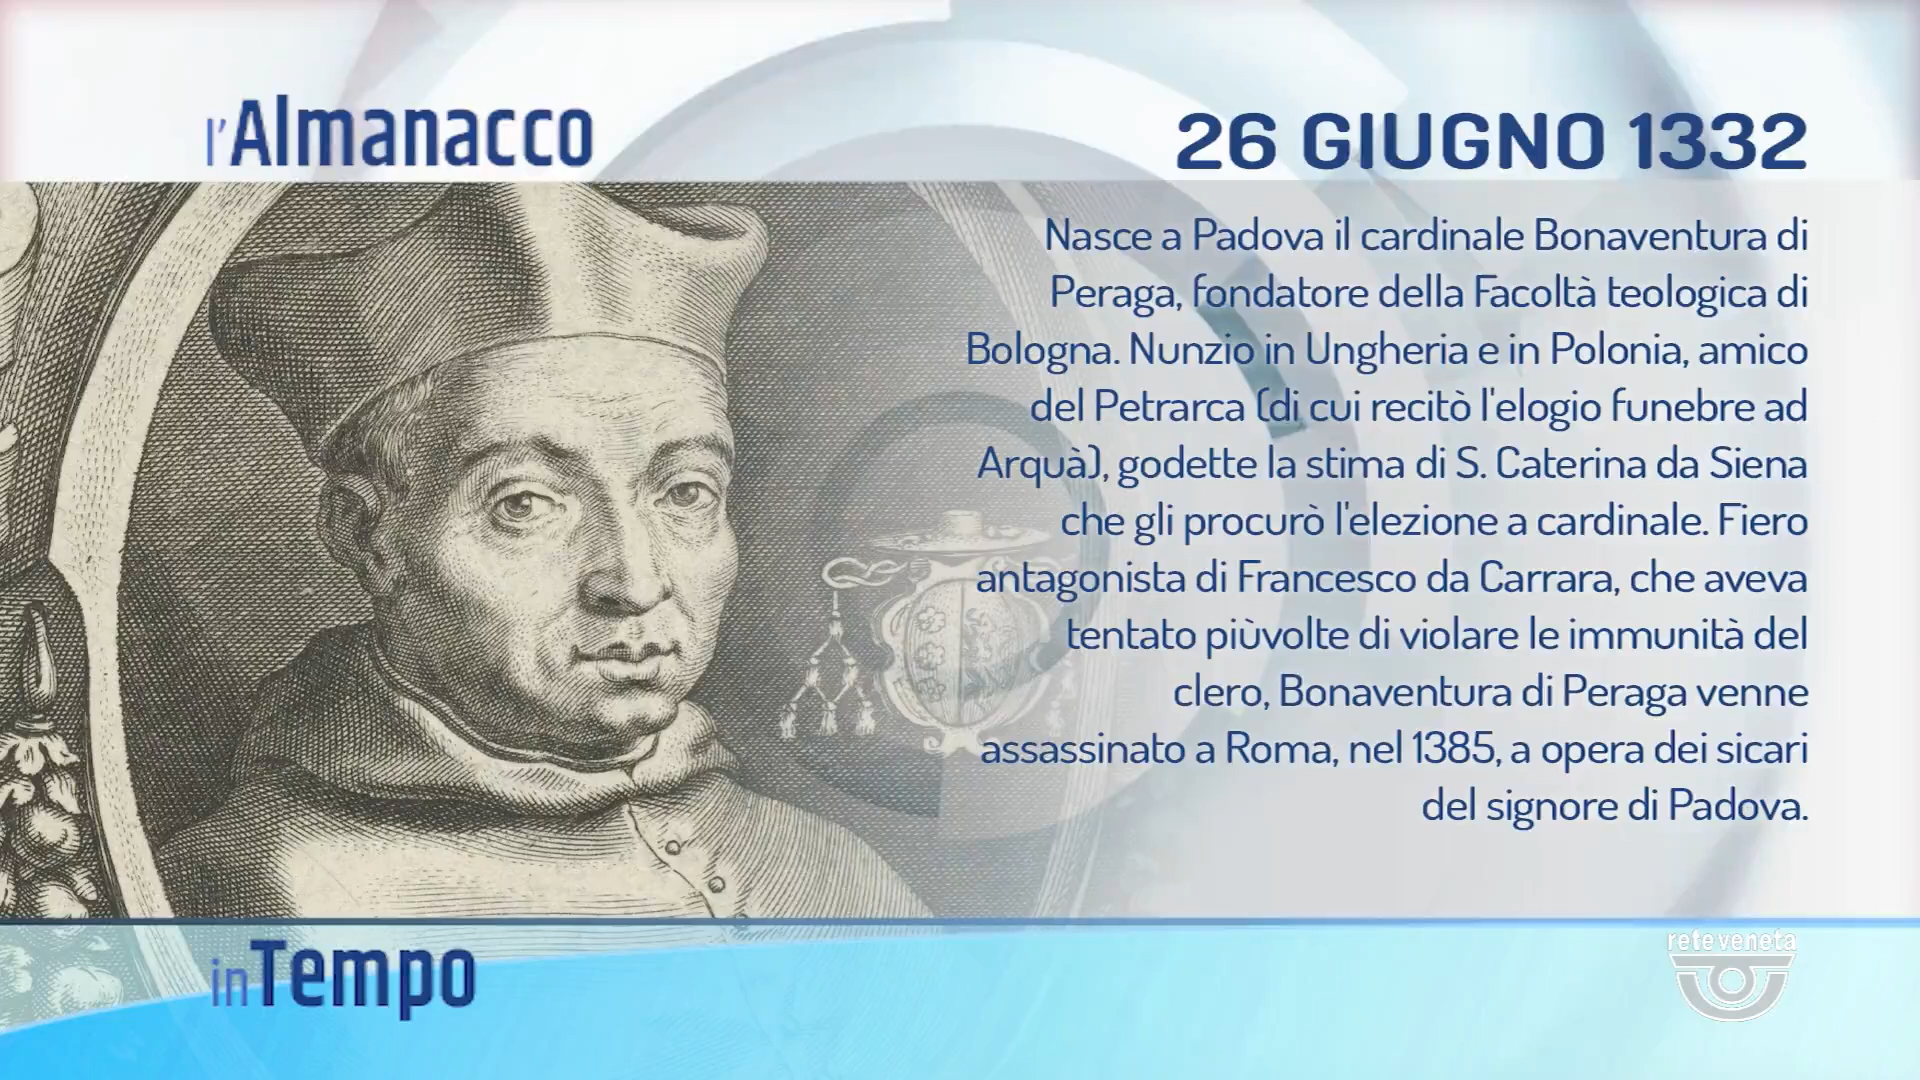 l'Almanacco
26 GIUGNO 1332
Nasce a Padova il cardinale Bonaventura di
Peraga, fondatore della Facoltà teologica di
Bologna. Nunzio in Ungheria e in Polonia, amico
del Petrarca (di cui recitò l'elogio funebre ad
Arquà), godette la stima di S. Caterina da Siena
che gli procurò l'elezione a cardinale. Fiero
antagonista di Francesco da Carrara, che aveva
tentato piùvolte di violare le immunità del
clero, Bonaventura di Peraga venne
assassinato a Roma, nel 1385, a opera dei sicari
del signore di Padova.
inTempo
reteveneta